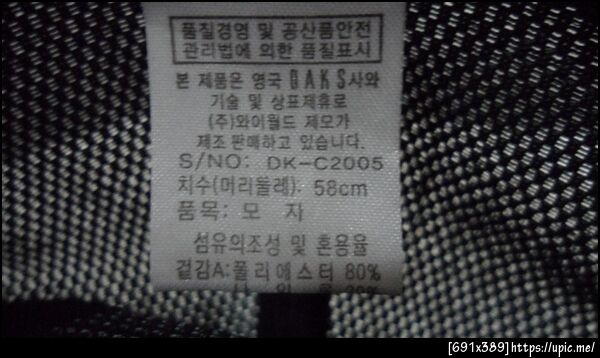 품질경영 및 공산품안전
관리법에 의한 품질표시
본 제품은 영국 DAKS사와
기술 및 상표제휴로
(주)와이월드 제모가
제조 판매하고 있습니다.
S/NO: DK-C2005
치수(머리둘레): 58cm
품목: 모 자
섬유의조성 및 혼용율
겉감A:폴리에스터 80%
[691x389]https://upic.me/